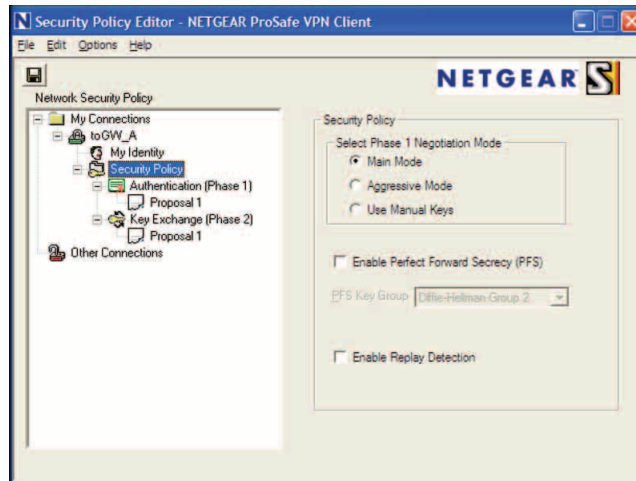 N Security Policy Editor - NETGEAR ProSafe VPN Client
File Edit Options Help
NETGEAR
Network Security Policy
My Connections
toGW_A
My Identity
Security Policy
Authentication (Phase 1)
Proposal 1
Key Exchange (Phase 2)
Proposal 1
Other Connections
Security Policy
Select Phase 1 Negotiation Mode
Main Mode
Aggressive Mode
Use Manual Keys
Enable Perfect Forward Secrecy (PFS)
PFS Key Group Diffie-Hellman Group 2
Enable Replay Detection